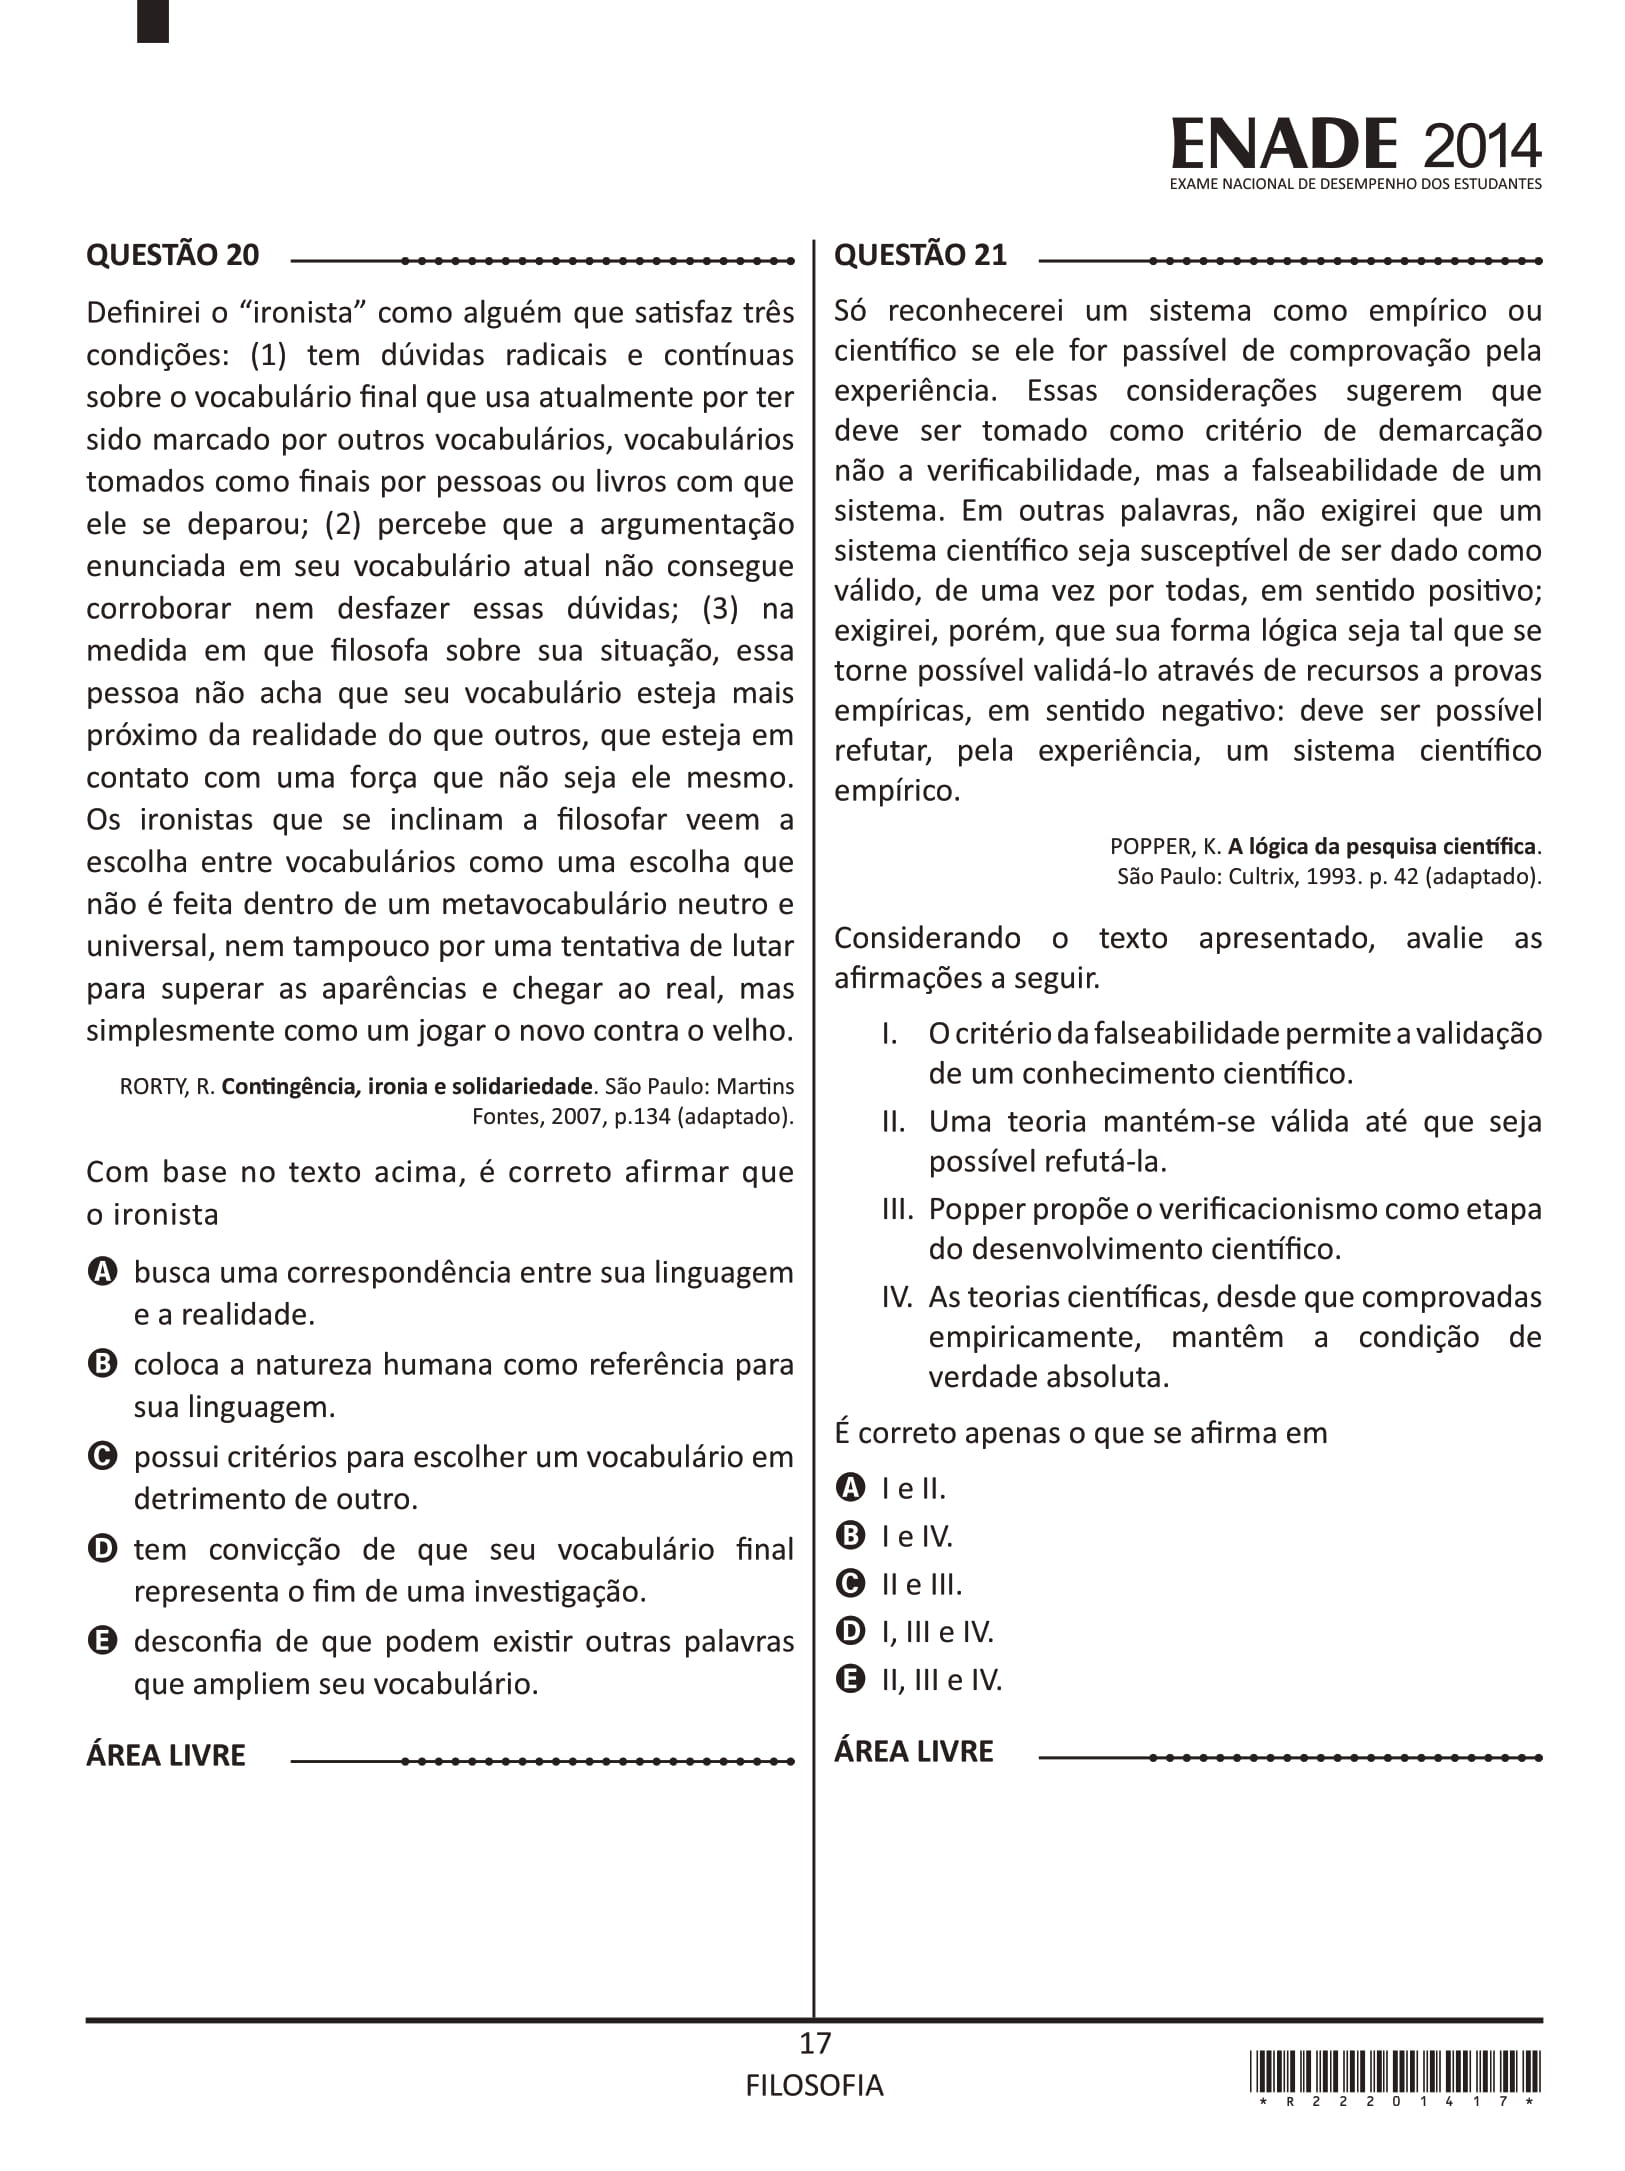 ENADE 2014
EXAME NACIONAL DE DESEMPENHO DOS ESTUDANTES
QUESTÃO 20
Definirei o “ironista” como alguém que satisfaz três
condições: (1) tem dúvidas radicais e contínuas
sobre o vocabulário final que usa atualmente por ter
sido marcado por outros vocabulários, vocabulários
tomados como finais por pessoas ou livros com que
ele se deparou; (2) percebe que a argumentação
enunciada em seu vocabulário atual não consegue
corroborar nem desfazer essas dúvidas; (3) na
medida em que filosofa sobre sua situação, essa
pessoa não acha que seu vocabulário esteja mais
próximo da realidade do que outros, que esteja em
contato com uma força que não seja ele mesmo.
Os ironistas que se inclinam a filosofar veem a
escolha entre vocabulários como uma escolha que
não é feita dentro de um metavocabulário neutro e
universal, nem tampouco por uma tentativa de lutar
para superar as aparências e chegar ao real, mas
simplesmente como um jogar o novo contra o velho.
RORTY, R. Contingência, ironia e solidariedade. São Paulo: Martins
Fontes, 2007, p.134 (adaptado).
Com base no texto acima, é correto afirmar que
o ironista
A busca uma correspondência entre sua linguagem
e a realidade.
B coloca a natureza humana como referência para
sua linguagem.
C possui critérios para escolher um vocabulário em
detrimento de outro.
D tem convicção de que seu vocabulário final
representa o fim de uma investigação.
E desconfia de que podem existir outras palavras
que ampliem seu vocabulário.
ÁREA LIVRE
QUESTÃO 21
Só reconhecerei um sistema como empírico ou
científico se ele for passível de comprovação pela
experiência. Essas considerações sugerem que
deve ser tomado como critério de demarcação
não a verificabilidade, mas a falseabilidade de um
sistema. Em outras palavras, não exigirei que um
sistema científico seja susceptível de ser dado como
válido, de uma vez por todas, em sentido positivo;
exigirei, porém, que sua forma lógica seja tal que se
torne possível validá-lo através de recursos a provas
empíricas, em sentido negativo: deve ser possível
refutar, pela experiência, um sistema científico
empírico.
POPPER, K. A lógica da pesquisa científica.
São Paulo: Cultrix, 1993. p. 42 (adaptado).
Considerando o texto apresentado, avalie as
afirmações a seguir.
I. O critério da falseabilidade permite a validação
de um conhecimento científico.
II. Uma teoria mantém-se válida até que seja
possível refutá-la.
III. Popper propõe o verificacionismo como etapa
do desenvolvimento científico.
IV. As teorias científicas, desde que comprovadas
empiricamente, mantêm a condição de
verdade absoluta.
É correto apenas o que se afirma em
A I e II.
B I e IV.
C II e III.
D I, III e IV.
E II, III e IV.
ÁREA LIVRE
17
FILOSOFIA
* R 2 2 2 0 1 4 1 7 *